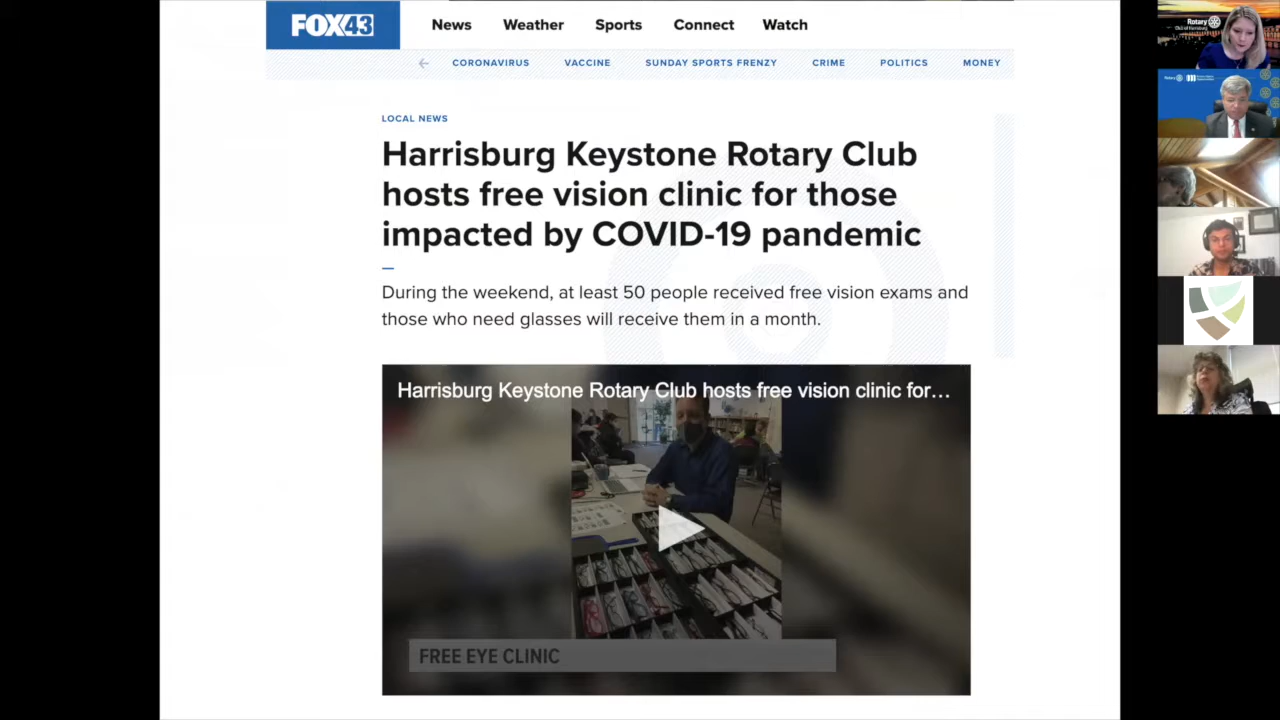 FOX43
News Weather Sports Connect Watch
CORONAVIRUS VACCINE SUNDAY SPORTS FRENZY CRIME POLITICS MONEY
LOCAL NEWS
Harrisburg Keystone Rotary Club
hosts free vision clinic for those
impacted by COVID-19 pandemic
During the weekend, at least 50 people received free vision exams and
those who need glasses will receive them in a month.
Harrisburg Keystone Rotary Club hosts free vision clinic for...
FREE EYE CLINIC
Rotary
Rotary